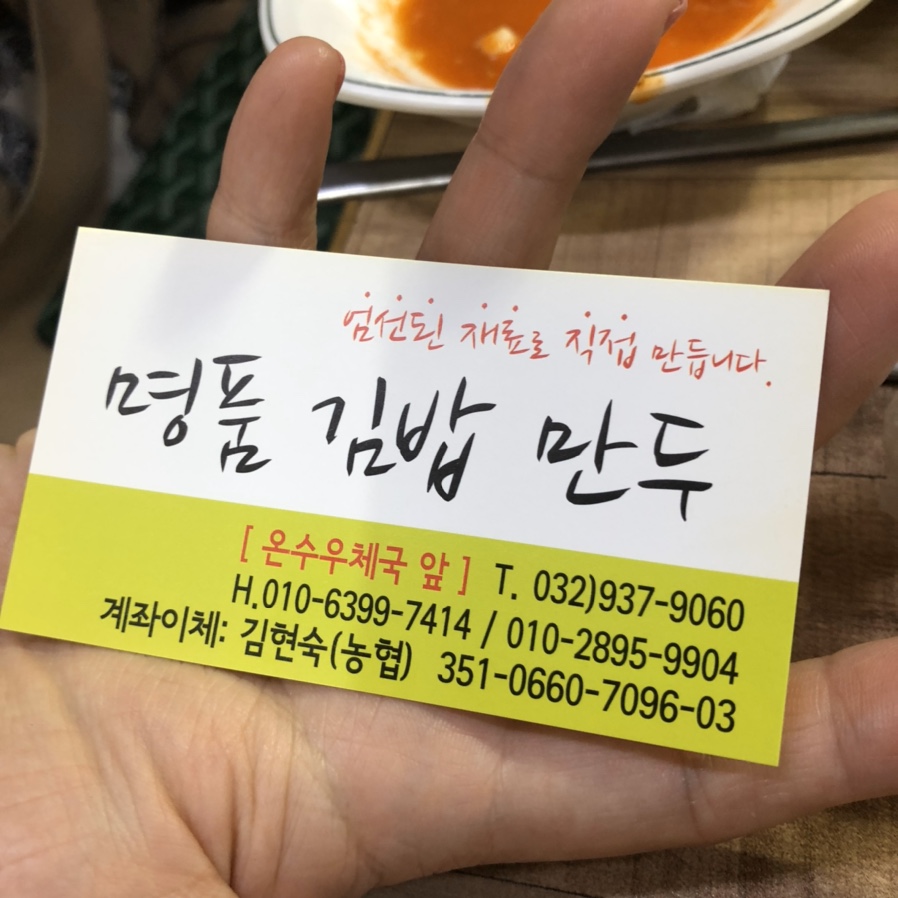 엄선된 재료로 직접 만듭니다.
명품 김밥 만두
[ 온수우체국 앞 ] T. 032)937-9060
H.010-6399-7414 / 010-2895-9904
계좌이체: 김현숙(농협) 351-0660-7096-03